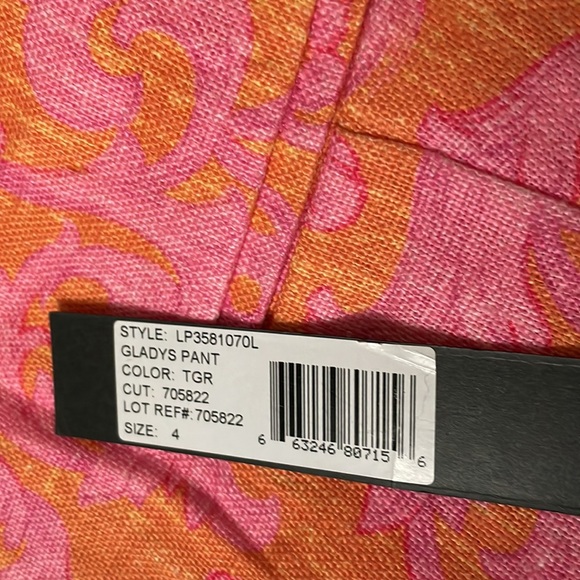 STYLE: LP3581070L
GLADYS PANT
COLOR: TGR
CUT: 705822
LOT REF#: 705822
SIZE: 4
6 63246 80715 6